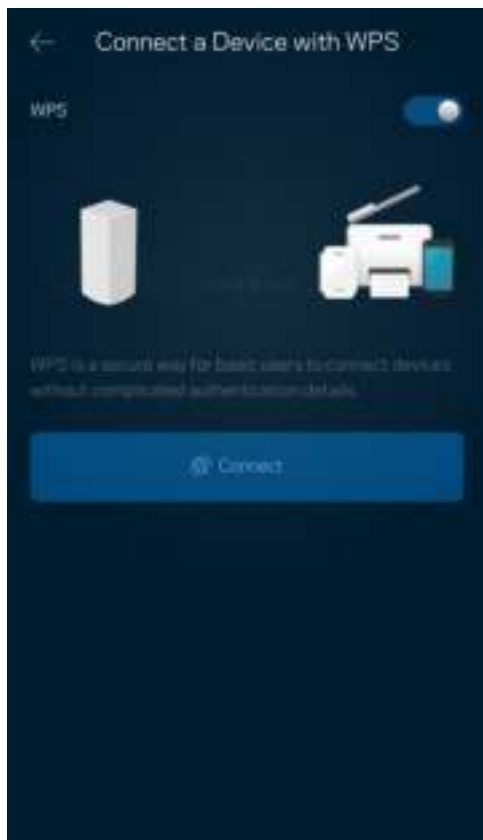 Connect a Device with WPS
WPS
WPS is a secure way for basic users to connect devices
without complicated authentication details.
Connect